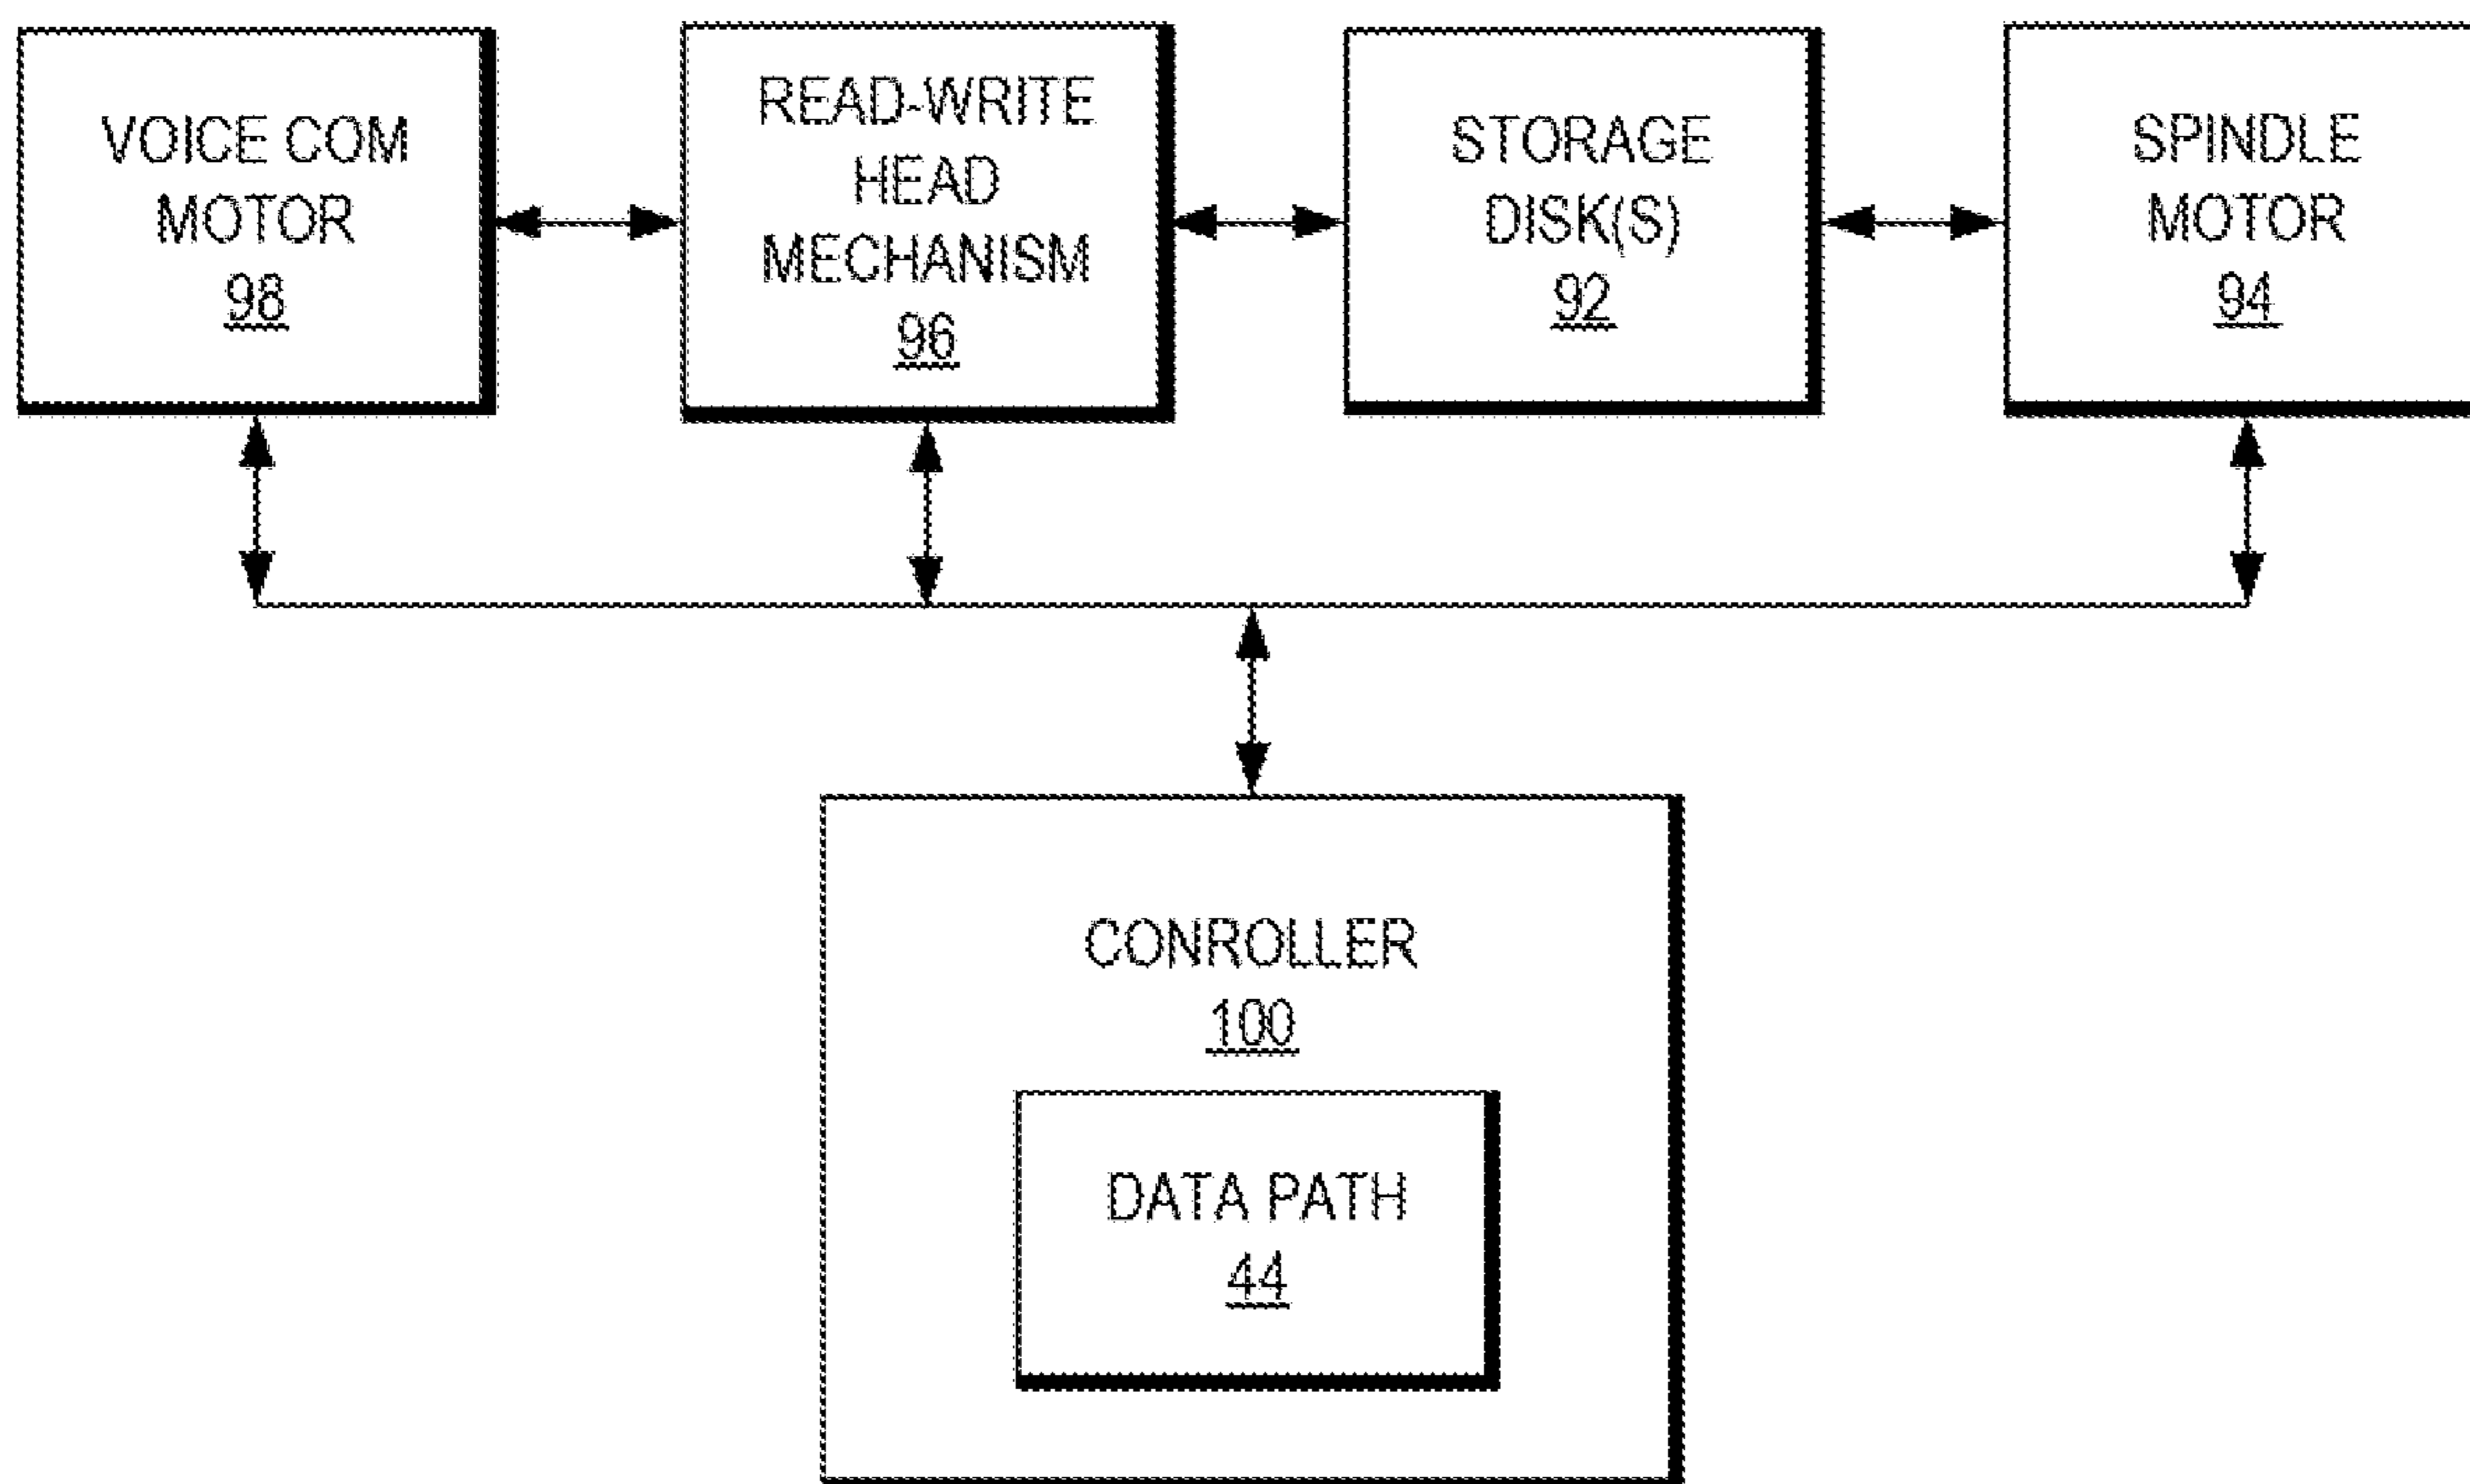 VOICE COM
MOTOR
98
READ-WRITE
HEAD
MECHANISM
96
STORAGE
DISK(S)
92
SPINDLE
MOTOR
94
CONROLLER
100
DATA PATH
44